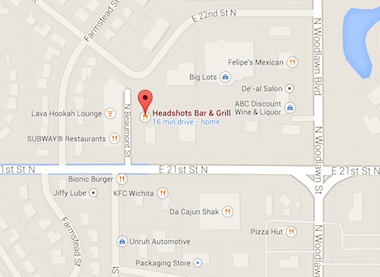 E 22nd St N
Farmstead St
N Woodlawn Blvd
Felipe's Mexican
Big Lots
De'-al Salon
ABC Discount
Wine & Liquor
Headshots Bar & Grill
16 min drive - home
Lava Hookah Lounge
N Beaumont St
SUBWAY® Restaurants
21st St N
E 21st St N
N Woodlawn St
Bionic Burger
Jiffy Lube
KFC Wichita
Farmstead St
Da Cajun Shak
Pizza Hut
Unruh Automotive
Packaging Store
St
N Woodlawn